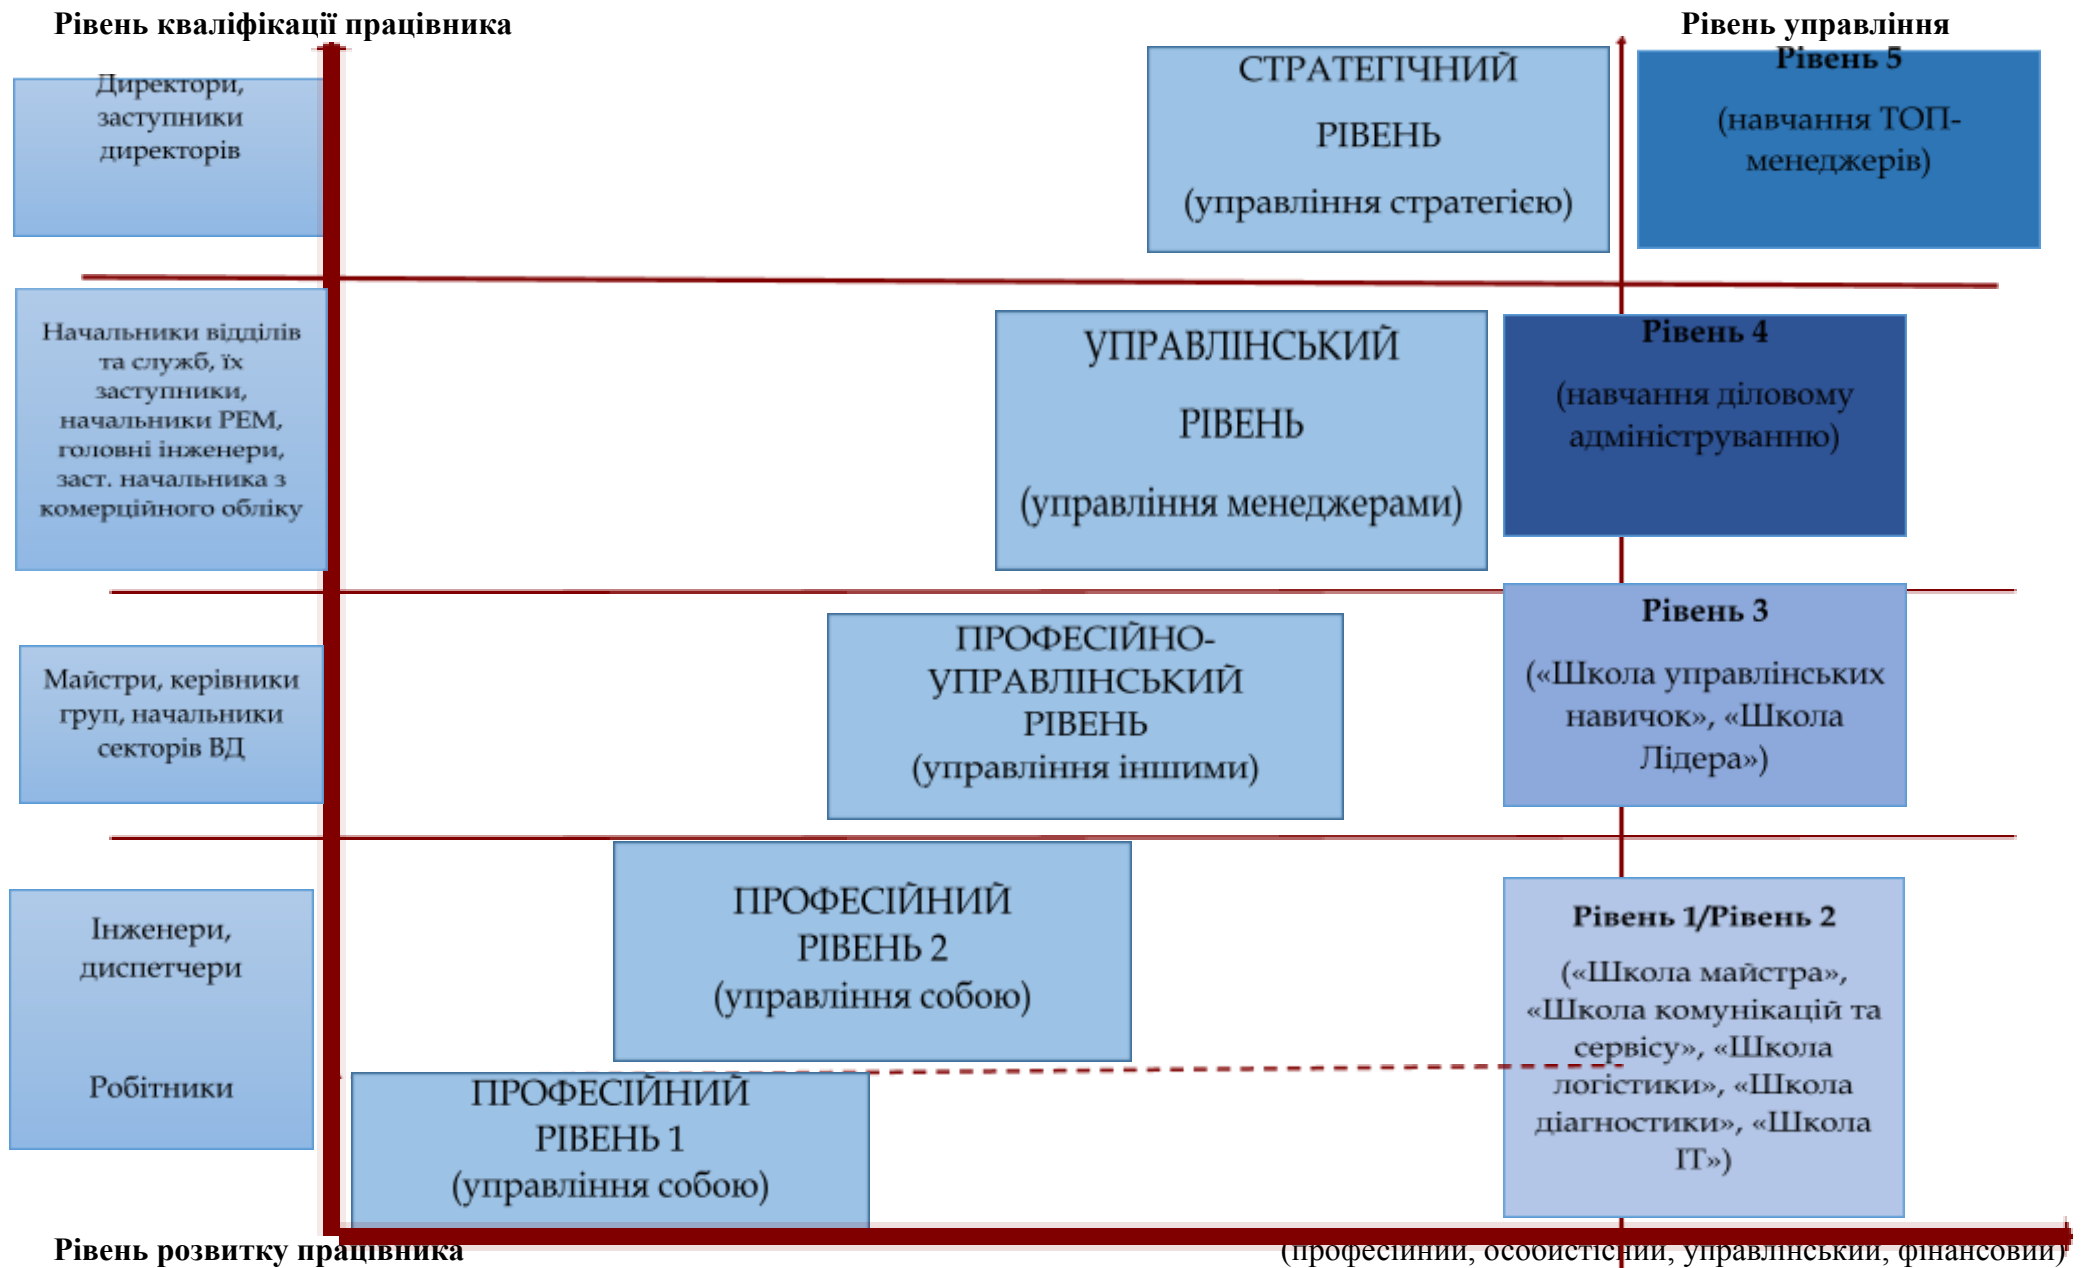 Рівень кваліфікації працівника
Рівень управління
Директори,
заступники
директорів
СТРАТЕГІЧНИЙ
РІВЕНЬ
(управління стратегією)
Рівень 5
(навчання ТОП-
менеджерів)
Начальники відділів
та служб, їх
заступники,
начальники РЕМ,
головні інженери,
заст. начальника з
комерційного обліку
УПРАВЛІНСЬКИЙ
РІВЕНЬ
(управління менеджерами)
Рівень 4
(навчання діловому
адмініструванню)
Майстри, керівники
груп, начальники
секторів ВД
ПРОФЕСІЙНО-
УПРАВЛІНСЬКИЙ
РІВЕНЬ
(управління іншими)
Рівень 3
(«Школа управлінських
навичок», «Школа
Лідера»)
Інженери,
диспетчери
Робітники
ПРОФЕСІЙНИЙ
РІВЕНЬ 2
(управління собою)
ПРОФЕСІЙНИЙ
РІВЕНЬ 1
(управління собою)
Рівень 1/Рівень 2
(«Школа майстра»,
«Школа комунікацій та
сервісу», «Школа
логістики», «Школа
діагностики», «Школа
ІТ»)
Рівень розвитку працівника
(професійний, особистісний, управлінський, фінансовий)